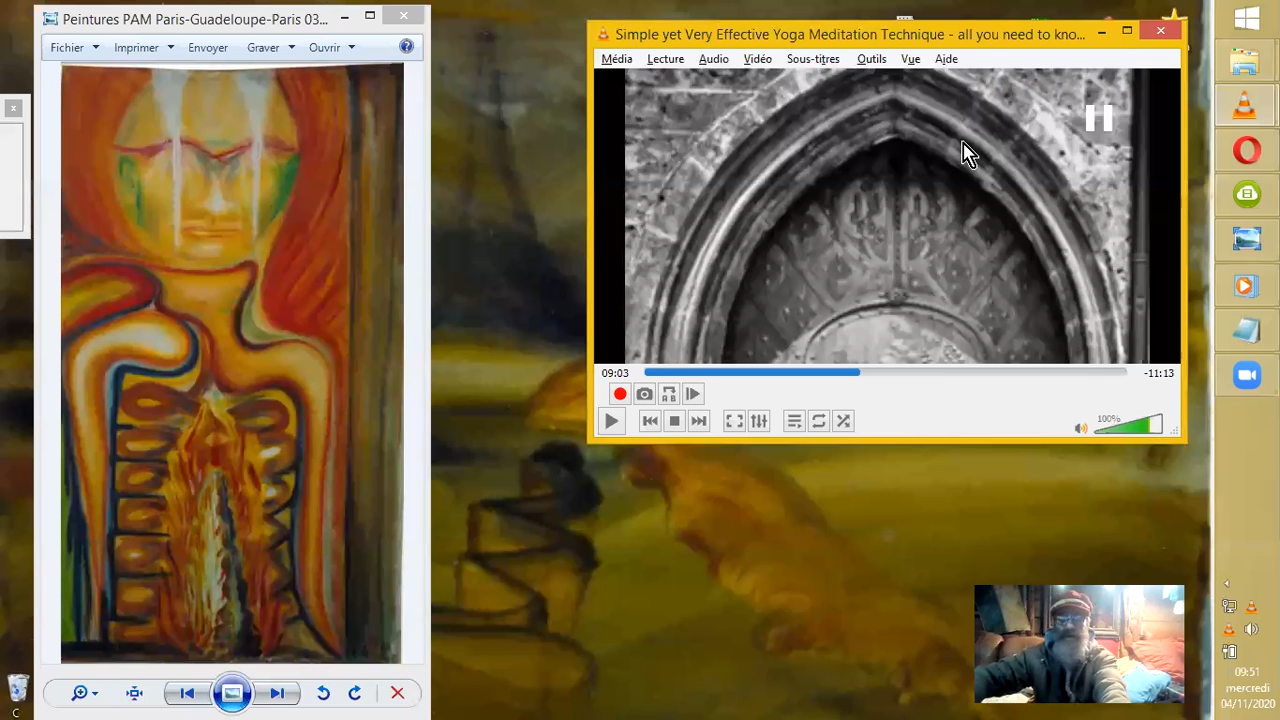 Peintures PAM Paris-Guadeloupe-Paris 03...
Fichier Imprimer Envoyer Graver Ouvrir
x
Simple yet Very Effective Yoga Meditation Technique - all you need to kno...
Média Lecture Audio Vidéo Sous-titres Outils Vue Aide
09:03 -11:13
A B
100%
C
09:51
mercredi
04/11/2020